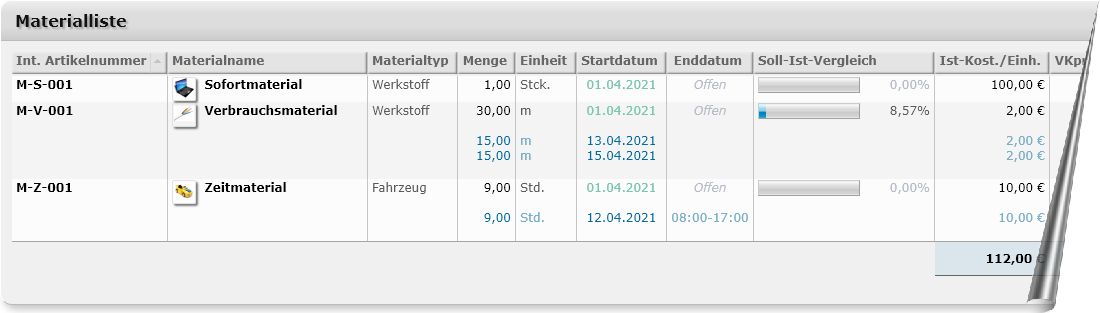 Materialliste
Int. Artikelnummer Materialname Materialtyp Menge Einheit Startdatum Enddatum Soll-Ist-Vergleich Ist-Kost./Einh. VKpr
M-S-001 Sofortmaterial Werkstoff 1,00 Stck. 01.04.2021 Offen 0,00% 100,00 €
M-V-001 Verbrauchsmaterial Werkstoff 30,00 m 01.04.2021 Offen 8,57% 2,00 €
15,00 m 13.04.2021 2,00 €
15,00 m 15.04.2021 2,00 €
M-Z-001 Zeitmaterial Fahrzeug 9,00 Std. 01.04.2021 Offen 0,00% 10,00 €
9,00 Std. 12.04.2021 08:00-17:00 10,00 €
112,00 €